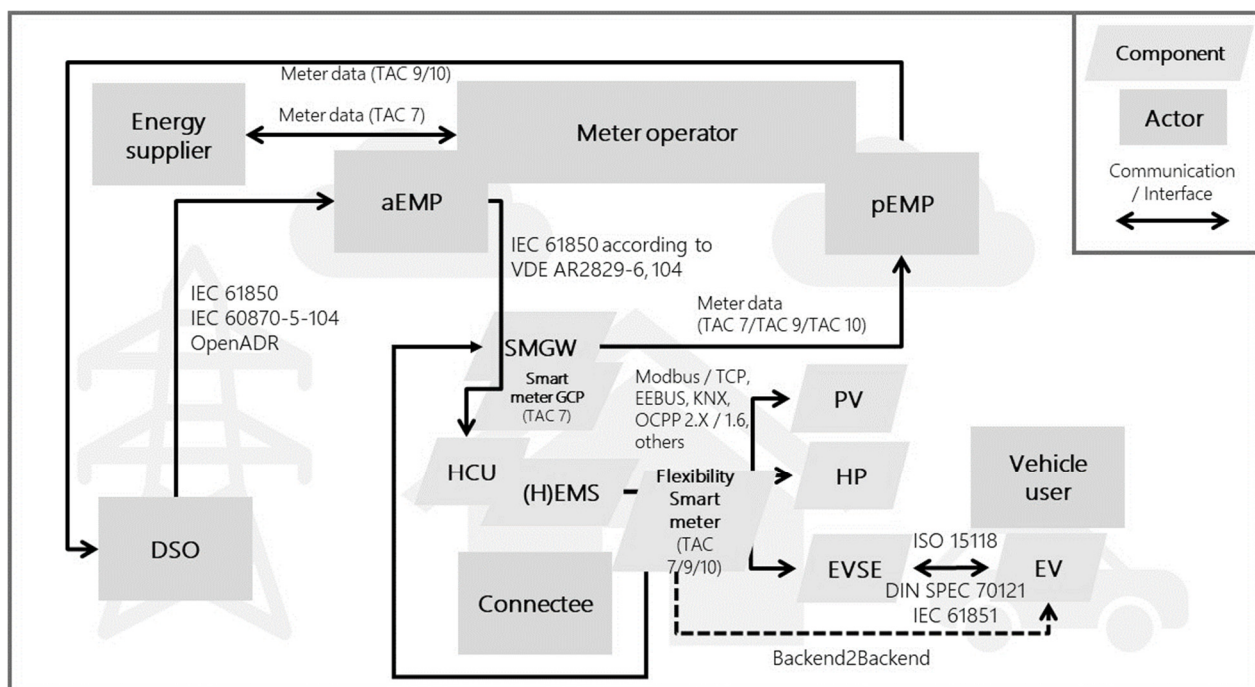 Meter data (TAC 9/10)
Component
Energy
supplier
Meter data (TAC 7)
Meter operator
Actor
Communication
/ Interface
aEMP
pEMP
IEC 61850 according to
VDE AR2829-6, 104
IEC 61850
IEC 60870-5-104
OpenADR
Meter data
(TAC 7/TAC 9/TAC 10)
SMGW
Smart
meter GCP
(TAC 7)
Modbus / TCP,
EEBUS, KNX,
OCPP 2.X / 1.6,
others
PV
HCU
(H)EMS
Flexibility
Smart
meter
(TAC
7/9/10)
HP
Vehicle
user
DSO
Connectee
EVSE
ISO 15118
DIN SPEC 70121
IEC 61851
EV
Backend2Backend